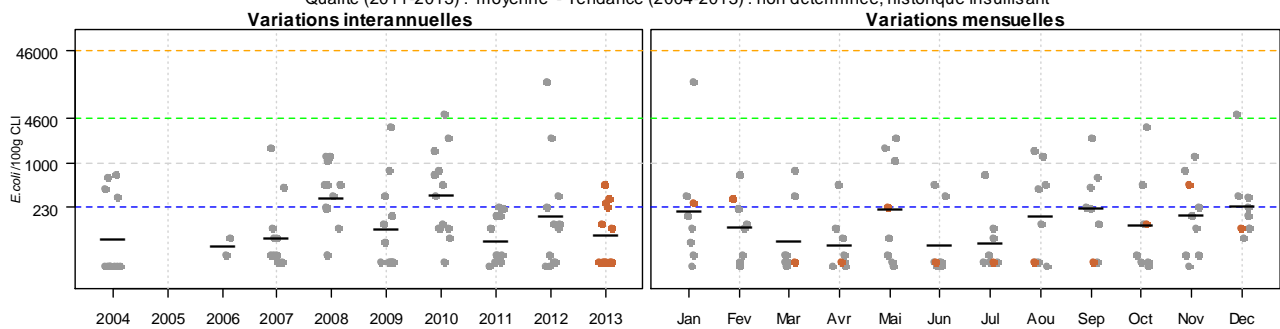 Qualité (2011-2013) : moyenne - Tendance (2004-2013) : non déterminée, historique insuffisant
Variations interannuelles
Variations mensuelles
E.coli /100g CLI
46000
4600
1000
230
2004 2005 2006 2007 2008 2009 2010 2011 2012 2013
Jan Fev Mar Avr Mai Jun Jul Aou Sep Oct Nov Dec